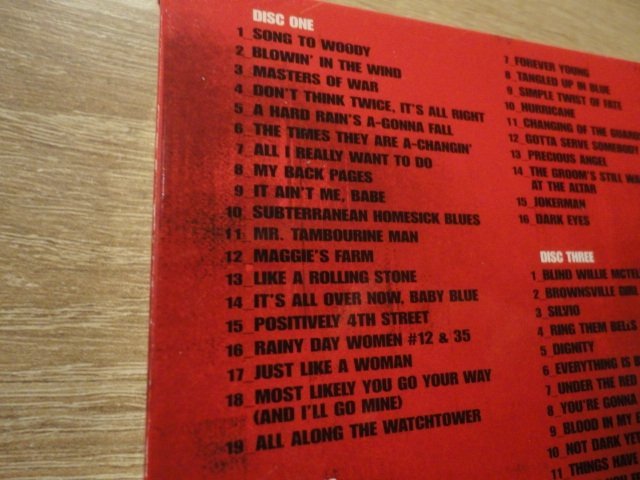 DISC ONE
1 SONG TO WOODY
2 BLOWIN' IN THE WIND
3 MASTERS OF WAR
4 DON'T THINK TWICE, IT'S ALL RIGHT
5 A HARD RAIN'S A-GONNA FALL
6 THE TIMES THEY ARE A-CHANGIN'
7 ALL I REALLY WANT TO DO
8 MY BACK PAGES
9 IT AIN'T ME, BABE
10 SUBTERRANEAN HOMESICK BLUES
11 MR. TAMBOURINE MAN
12 MAGGIE'S FARM
13 LIKE A ROLLING STONE
14 IT'S ALL OVER NOW, BABY BLUE
15 POSITIVELY 4TH STREET
16 RAINY DAY WOMEN #12 & 35
17 JUST LIKE A WOMAN
18 MOST LIKELY YOU GO YOUR WAY
(AND I'LL GO MINE)
19 ALL ALONG THE WATCHTOWER
7 FOREVER YOUNG
8 TANGLED UP IN BLUE
9 SIMPLE TWIST OF FATE
10 HURRICANE
11 CHANGING OF THE
12 GOTTA SERVE SOMEBODY
13 PRECIOUS ANGEL
14 THE GROOM'S STILL
AT THE ALTAR
15 JOKERMAN
16 DARK EYES
DISC THREE
1 BLIND WILLIE
2 BROWNSVILLE GIRL
3 SILVIO
4 RING THEM BELLS
5 DIGNITY
6 EVERYTHING IS
7 UNDER THE RED
8 YOU'RE GONNA
9 BLOOD IN MY
10 NOT DARK YET
11 THINGS HAVE